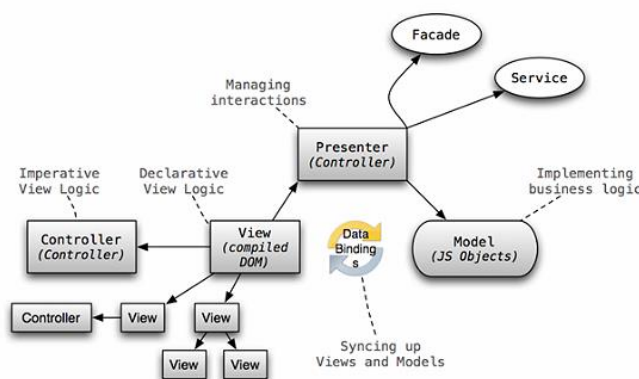 Facade
Service
Managing
interactions
Presenter
(Controller)
Imperative
View Logic
Declarative
View Logic
Implementing
business logic
Controller
(Controller)
View
(compiled
DOM)
Data
Binding
s
Model
(JS Objects)
Controller
View
View
Syncing up
Views and Models
View
View